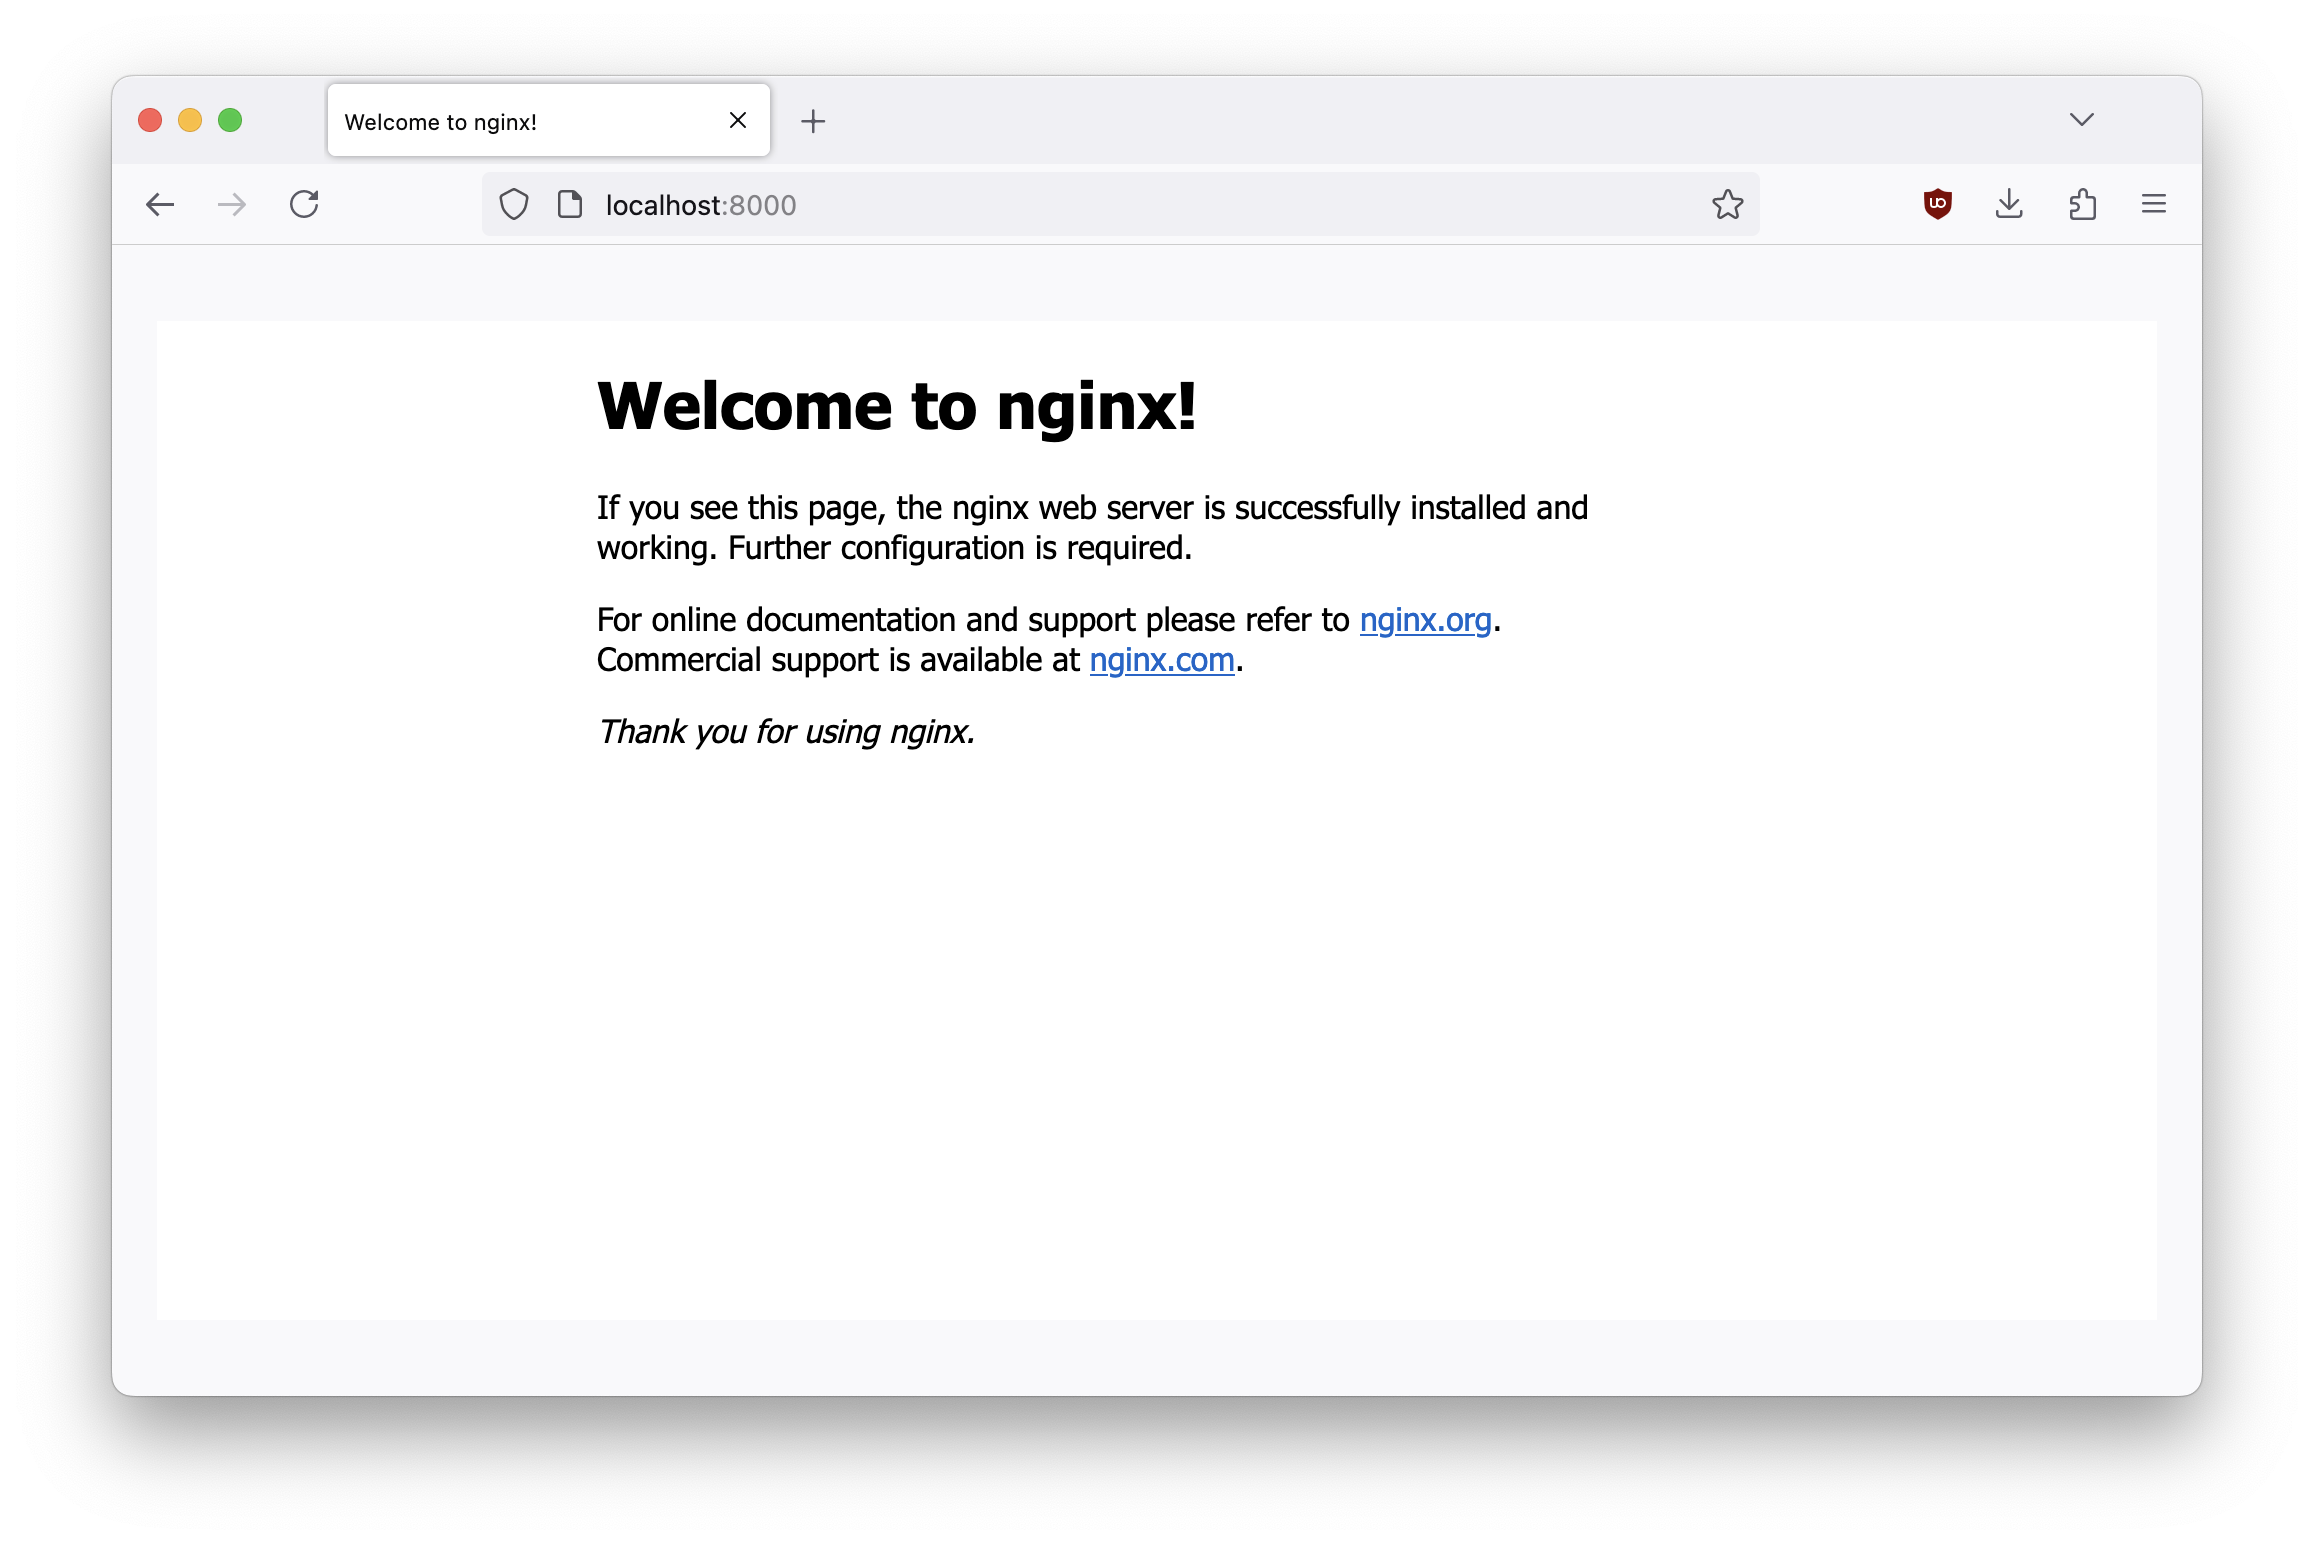 Welcome to nginx!
localhost:8000
Welcome to nginx!
If you see this page, the nginx web server is successfully installed and
working. Further configuration is required.
For online documentation and support please refer to nginx.org.
Commercial support is available at nginx.com.
Thank you for using nginx.